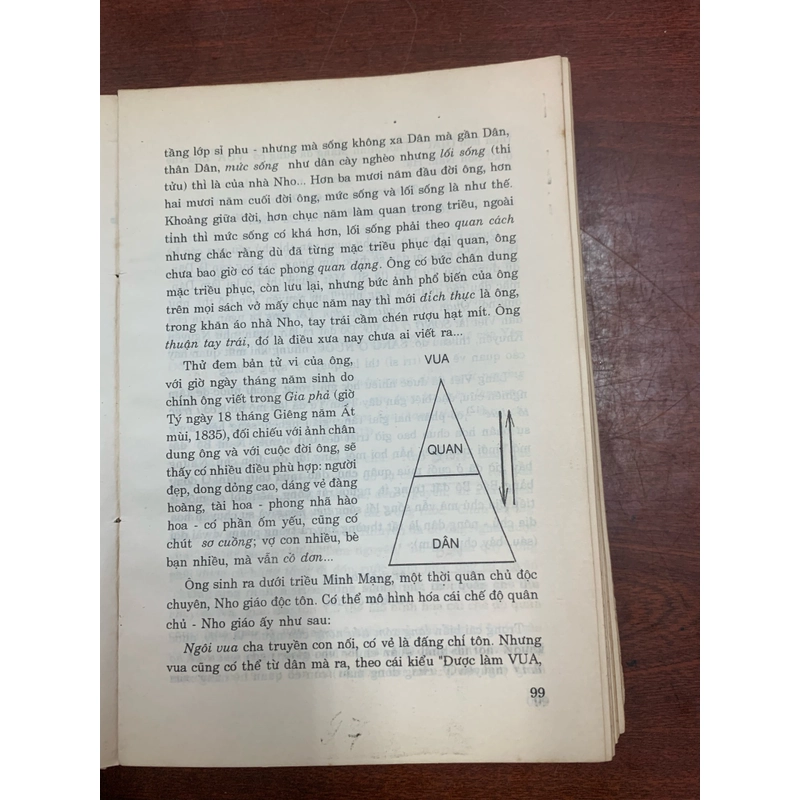 tầng lớp sỉ phu - nhưng mà sống không xa Dân mà gần Dân,
thân Dân, mức sống như dân cày nghèo nhưng lối sống (thi
tửu) thì là của nhà Nho... Hơn ba mươi năm đầu đời ông, hơn
hai mươi năm cuối đời ông, mức sống và lối sống là như thế.
Khoảng giữa đời, hơn chục năm làm quan trong triều, ngoài
tỉnh thì mức sống có khá hơn, lối sống phải theo quan cách
nhưng chắc rằng dù đã từng mặc triều phục đại quan, ông
chưa bao giờ có tác phong quan dạng. Ông có bức chân dung
mặc triều phục, còn lưu lại, nhưng bức ảnh phổ biến của ông
trên mọi sách vở mấy chục năm nay thì mới đích thực là ông,
trong khăn áo nhà Nho, tay trái cầm chén rượu hạt mít. Ông
thuận tay trái, đó là điều xưa nay chưa ai viết ra...
Thử đem bản tử vi của ông,
với giờ ngày tháng năm sinh do
chính ông viết trong Gia phả (giờ
Tý ngày 18 tháng Giêng năm Ất
mùi, 1835), đối chiếu với ảnh chân
dung ông và với cuộc đời ông, sẽ
thấy có nhiều điều phù hợp: người
đẹp, dong dỏng cao, dáng vẻ đàng
hoàng, tài hoa - phong nhã hào
hoa - có phần ốm yếu, cũng có
chút sơ cuồng; vợ con nhiều, bè
bạn nhiều, mà vẫn cô đơn...
VUA
QUAN
DÂN
Ông sinh ra dưới triều Minh Mạng, một thời quân chủ độc
chuyên, Nho giáo độc tôn. Có thể mô hình hóa cái chế độ quân
chủ - Nho giáo ấy như sau:
Ngôi vua cha truyền con nối, có vẻ là đấng chí tôn. Nhưng
vua cũng có thể từ dân mà ra, theo cái kiểu "Được làm VUA,
99